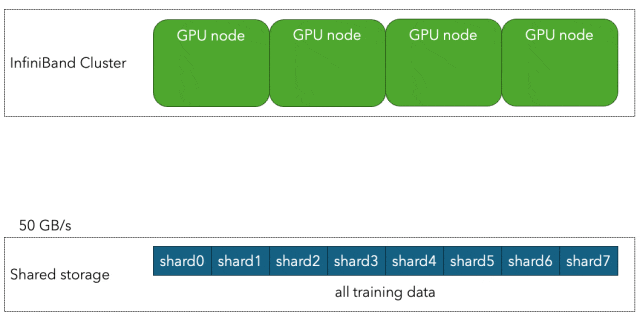 GPU node GPU node GPU node GPU node
InfiniBand Cluster
50 GB/s
shard0 shard1 shard2 shard3 shard4 shard5 shard6 shard7
Shared storage
all training data